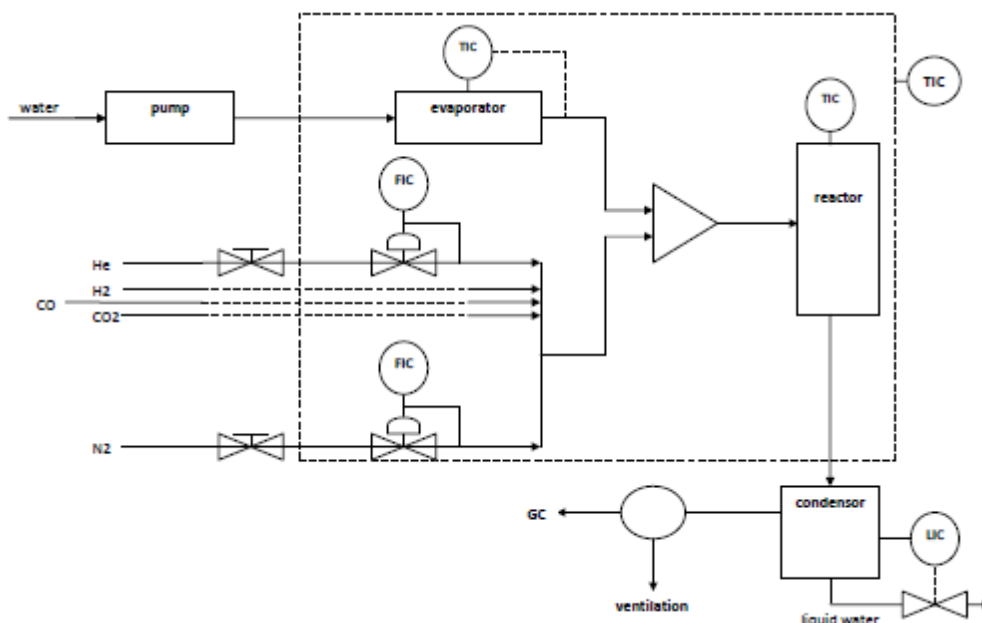 TIC
TIC
TIC
water
pump
evaporator
reactor
FIC
He
H2
CO
CO2
FIC
N2
condensor
GC
LIC
ventilation
liquid water